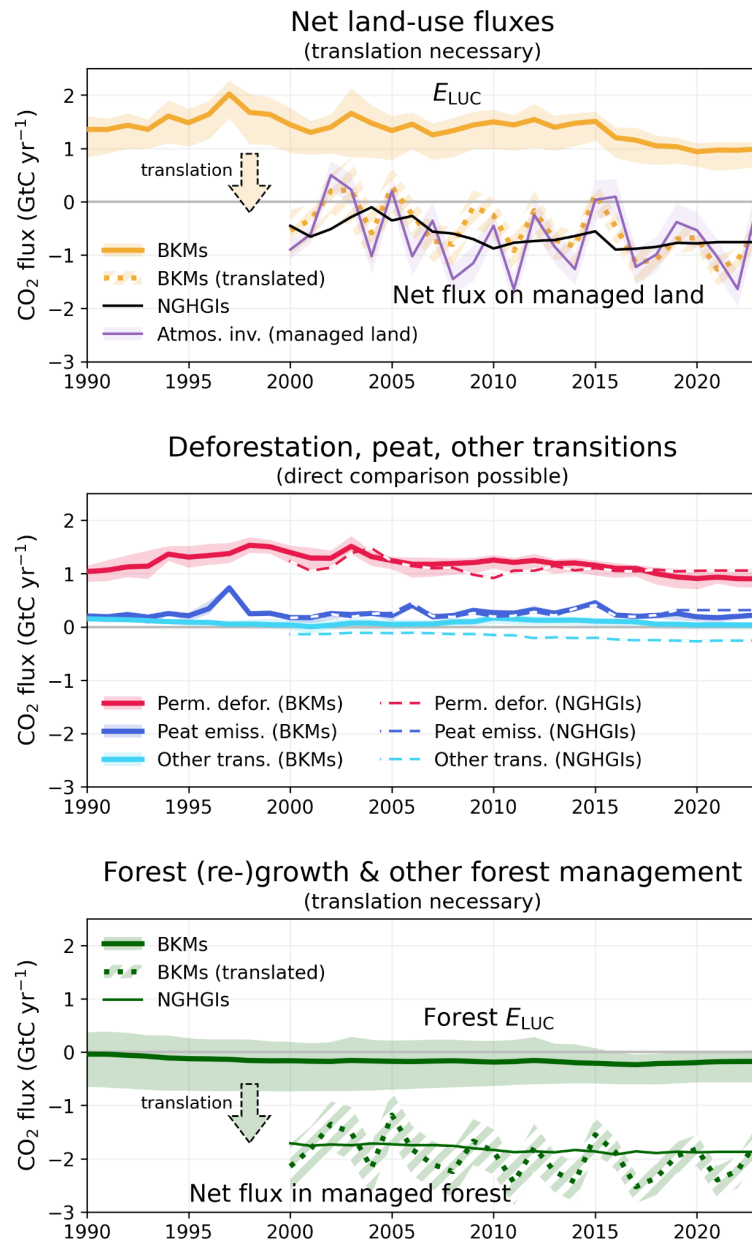 Net land-use fluxes
(translation necessary)
CO₂ flux (GtC yr⁻¹)
2
1
0
−1
−2
−3
E_LUC
translation
BKMs
BKMs (translated)
NGHGIs
Atmos. inv. (managed land)
Net flux on managed land
1990 1995 2000 2005 2010 2015 2020
Deforestation, peat, other transitions
(direct comparison possible)
CO₂ flux (GtC yr⁻¹)
2
1
0
−1
−2
−3
Perm. defor. (BKMs) Perm. defor. (NGHGIs)
Peat emiss. (BKMs) Peat emiss. (NGHGIs)
Other trans. (BKMs) Other trans. (NGHGIs)
1990 1995 2000 2005 2010 2015 2020
Forest (re-)growth & other forest management
(translation necessary)
CO₂ flux (GtC yr⁻¹)
2
1
0
−1
−2
−3
BKMs
BKMs (translated)
NGHGIs
Forest E_LUC
translation
Net flux in managed forest
1990 1995 2000 2005 2010 2015 2020